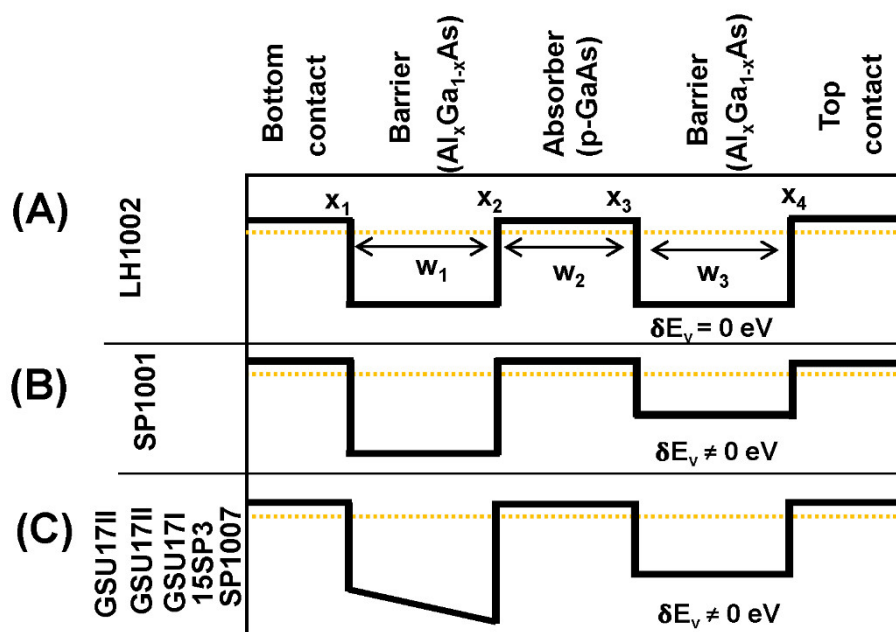 Bottom
contact
Barrier
(AlₓGa₁₋ₓAs)
Absorber
(p-GaAs)
Barrier
(AlₓGa₁₋ₓAs)
Top
contact
(A)
LH1002
x₁
x₂
x₃
x₄
w₁
w₂
w₃
δEᵥ = 0 eV
(B)
SP1001
δEᵥ ≠ 0 eV
(C)
GSU17II
GSU17II
GSU17I
15SP3
SP1007
δEᵥ ≠ 0 eV